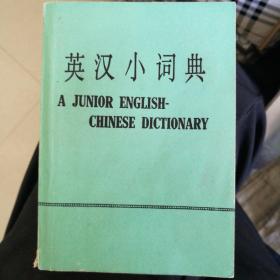 英汉小词典
A JUNIOR ENGLISH-
CHINESE DICTIONARY